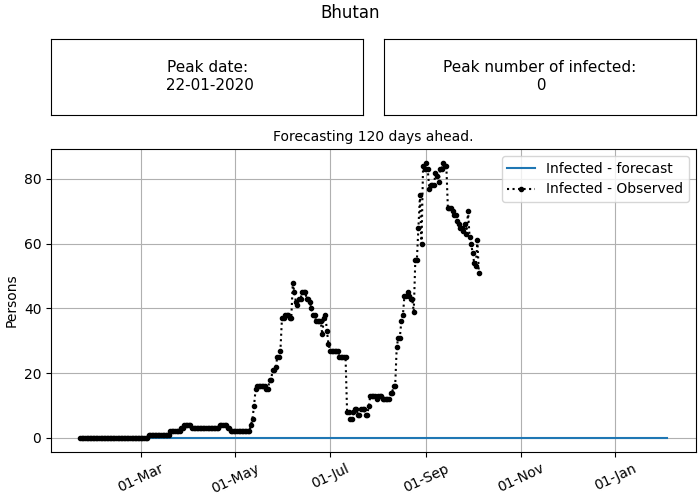 Bhutan
Peak date:
22-01-2020
Peak number of infected:
0
Forecasting 120 days ahead.
Infected - forecast
Infected - Observed
Persons
80
60
40
20
0
01-Mar
01-May
01-Jul
01-Sep
01-Nov
01-Jan